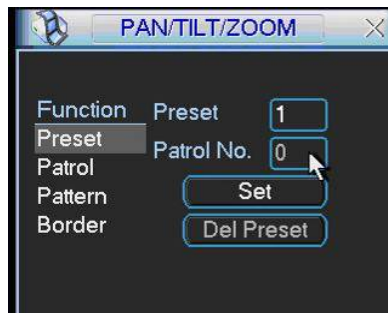 PAN/TILT/ZOOM
Function
Preset
Patrol
Pattern
Border
Preset 1
Patrol No. 0
Set
Del Preset